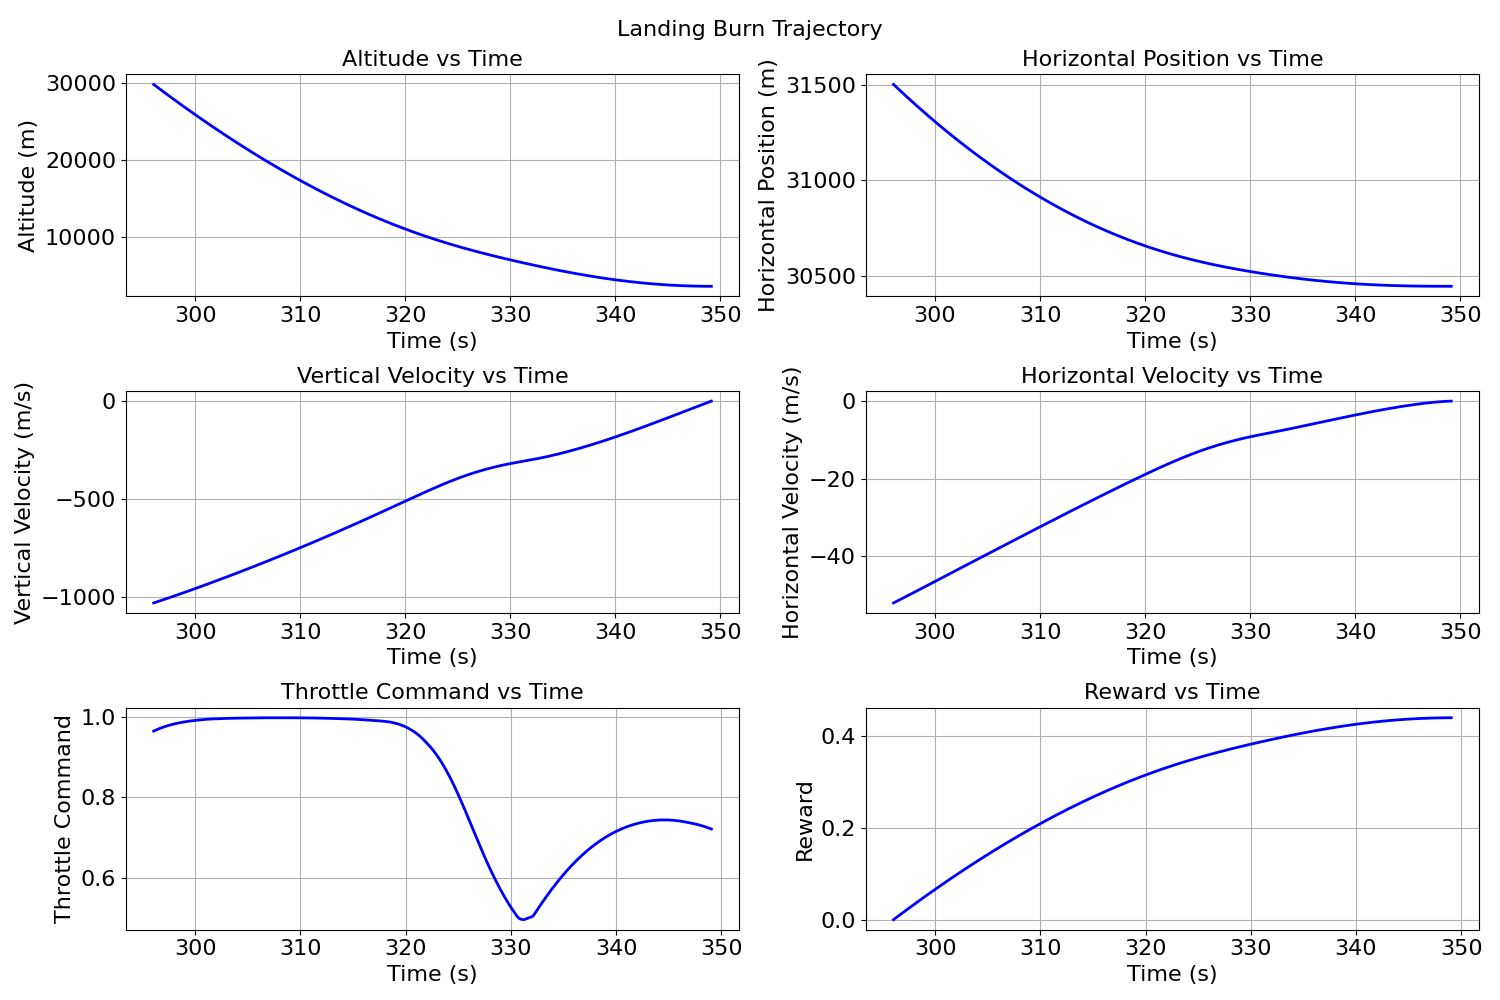 Landing Burn Trajectory
Altitude vs Time
Altitude (m)
30000
20000
10000
300 310 320 330 340 350
Time (s)
Horizontal Position vs Time
Horizontal Position (m)
31500
31000
30500
300 310 320 330 340 350
Time (s)
Vertical Velocity vs Time
Vertical Velocity (m/s)
0
−500
−1000
300 310 320 330 340 350
Time (s)
Horizontal Velocity vs Time
Horizontal Velocity (m/s)
0
−20
−40
300 310 320 330 340 350
Time (s)
Throttle Command vs Time
Throttle Command
1.0
0.8
0.6
300 310 320 330 340 350
Time (s)
Reward vs Time
Reward
0.4
0.2
0.0
300 310 320 330 340 350
Time (s)